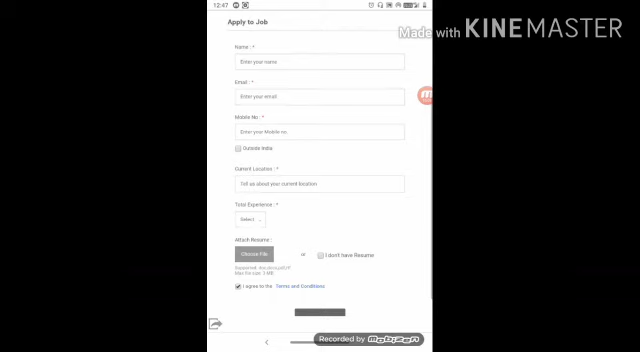 12:47
Made with KINEMASTER
Apply to Job
Name : *
Enter your name
Email : *
Enter your email
Mobile No : *
Enter your Mobile no.
Outside India
Current Location : *
Tell us about your current location
Total Experience : *
Select
Attach Resume :
Choose File
or
I don't have Resume
Max file size: 3 MB
I agree to the Terms and Conditions
Recorded by Mobizen